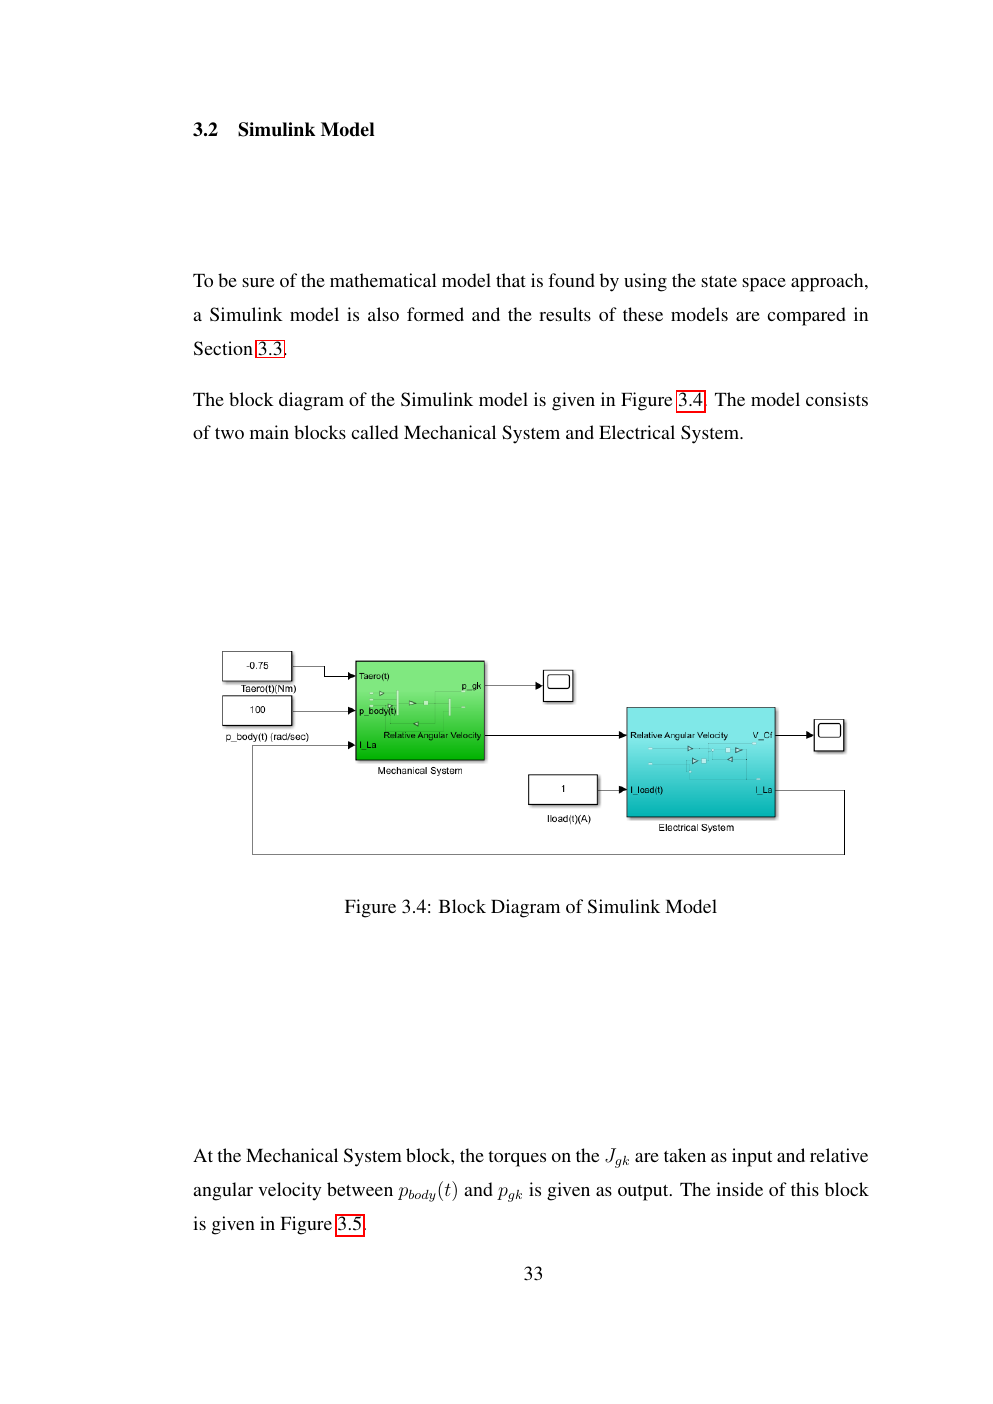 3.2 Simulink Model
To be sure of the mathematical model that is found by using the state space approach,
a Simulink model is also formed and the results of these models are compared in
Section 3.3.
The block diagram of the Simulink model is given in Figure 3.4. The model consists
of two main blocks called Mechanical System and Electrical System.
-0.75
Taero(t)(Nm)
100
p_body(t) (rad/sec)
Taero(t)
p_gk
p_body(t)
Relative Angular Velocity
I_La
Mechanical System
Relative Angular Velocity
V_Cf
1
Iload(t)(A)
I_load(t)
I_La
Electrical System
Figure 3.4: Block Diagram of Simulink Model
At the Mechanical System block, the torques on the J_gk are taken as input and relative
angular velocity between p_body(t) and p_gk is given as output. The inside of this block
is given in Figure 3.5.
33